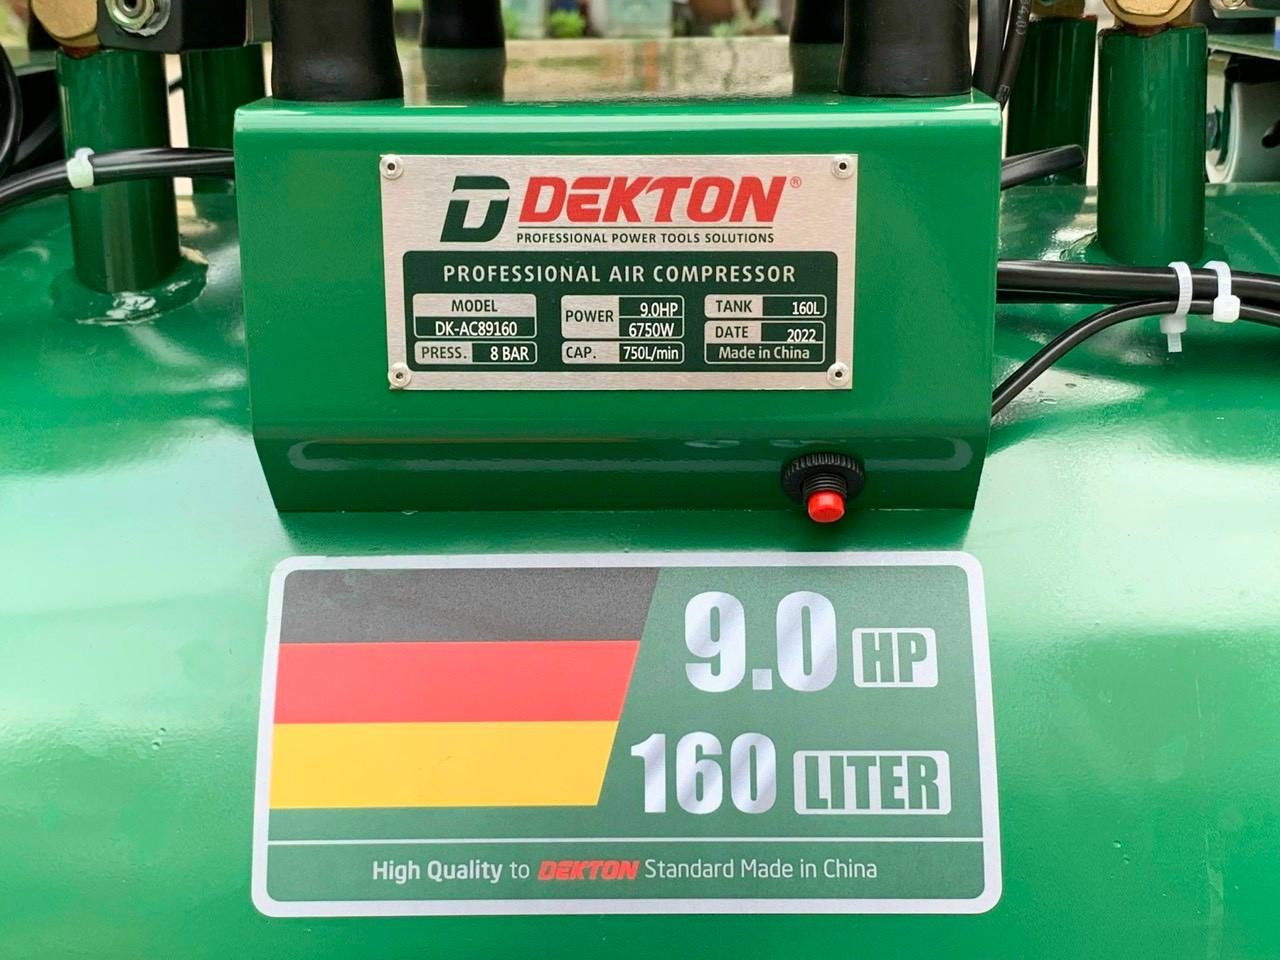 DEKTON®
PROFESSIONAL POWER TOOLS SOLUTIONS
PROFESSIONAL AIR COMPRESSOR
MODEL
DK-AC89160
PRESS. 8 BAR
POWER 9.0HP
6750W
CAP. 750L/min
TANK 160L
DATE 2022
Made in China
9.0 HP
160 LITER
High Quality to DEKTON Standard Made in China